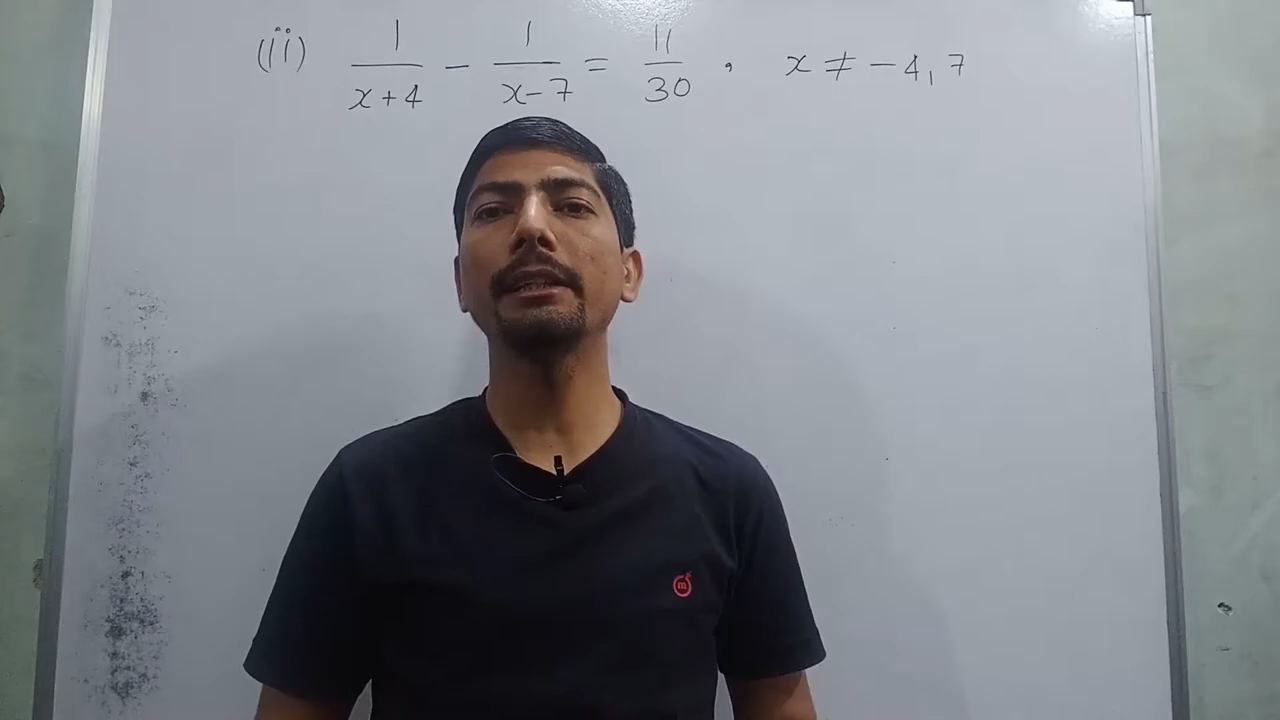 (ii) 1/(x+4) - 1/(x-7) = 11/30 , x ≠ -4, 7
m